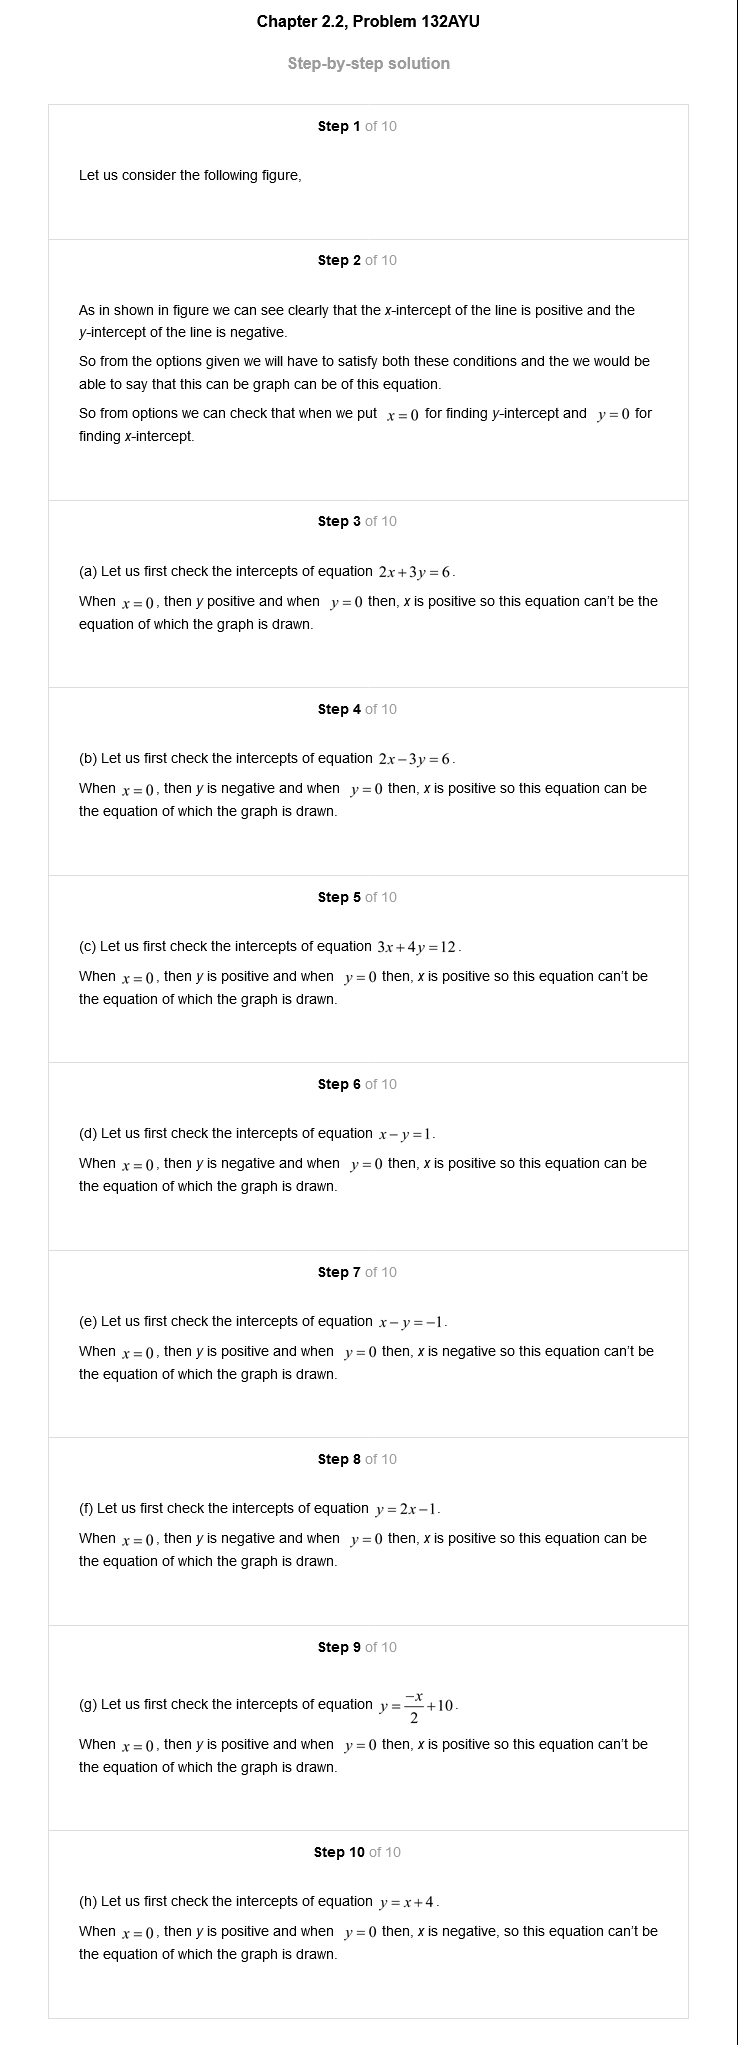 Chapter 2.2, Problem 132AYU
Step-by-step solution
Step 1 of 10
Let us consider the following figure,
Step 2 of 10
As in shown in figure we can see clearly that the x-intercept of the line is positive and the
y-intercept of the line is negative.
So from the options given we will have to satisfy both these conditions and the we would be
able to say that this can be graph can be of this equation.
So from options we can check that when we put x = 0 for finding y-intercept and y = 0 for
finding x-intercept.
Step 3 of 10
(a) Let us first check the intercepts of equation 2x + 3y = 6.
When x = 0, then y positive and when y = 0 then, x is positive so this equation can't be the
equation of which the graph is drawn.
Step 4 of 10
(b) Let us first check the intercepts of equation 2x − 3y = 6.
When x = 0, then y is negative and when y = 0 then, x is positive so this equation can be
the equation of which the graph is drawn.
Step 5 of 10
(c) Let us first check the intercepts of equation 3x + 4y = 12.
When x = 0, then y is positive and when y = 0 then, x is positive so this equation can't be
the equation of which the graph is drawn.
Step 6 of 10
(d) Let us first check the intercepts of equation x − y = 1.
When x = 0, then y is negative and when y = 0 then, x is positive so this equation can be
the equation of which the graph is drawn.
Step 7 of 10
(e) Let us first check the intercepts of equation x − y = −1.
When x = 0, then y is positive and when y = 0 then, x is negative so this equation can't be
the equation of which the graph is drawn.
Step 8 of 10
(f) Let us first check the intercepts of equation y = 2x − 1.
When x = 0, then y is negative and when y = 0 then, x is positive so this equation can be
the equation of which the graph is drawn.
Step 9 of 10
(g) Let us first check the intercepts of equation y = −x/2 + 10.
When x = 0, then y is positive and when y = 0 then, x is positive so this equation can't be
the equation of which the graph is drawn.
Step 10 of 10
(h) Let us first check the intercepts of equation y = x + 4.
When x = 0, then y is positive and when y = 0 then, x is negative, so this equation can't be
the equation of which the graph is drawn.